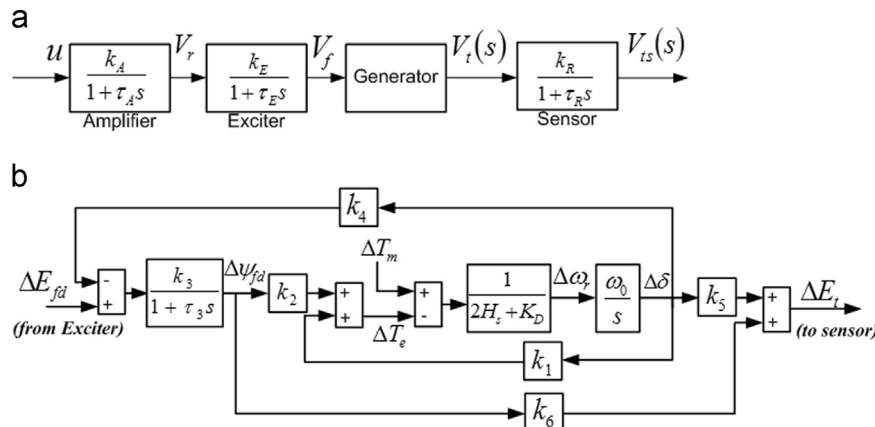 a
u
k_A
1+τ_A s
Amplifier
V_r
k_E
1+τ_E s
Exciter
V_f
Generator
V_t(s)
k_R
1+τ_R s
Sensor
V_ts(s)
b
k_4
ΔE_fd
(from Exciter)
-
+
k_3
1 + τ_3 s
Δψ_fd
k_2
+
+
ΔT_m
ΔT_e
+
-
1
2H_s+K_D
Δω_r
ω_0
s
Δδ
k_5
+
+
ΔE_t
(to sensor)
k_1
k_6